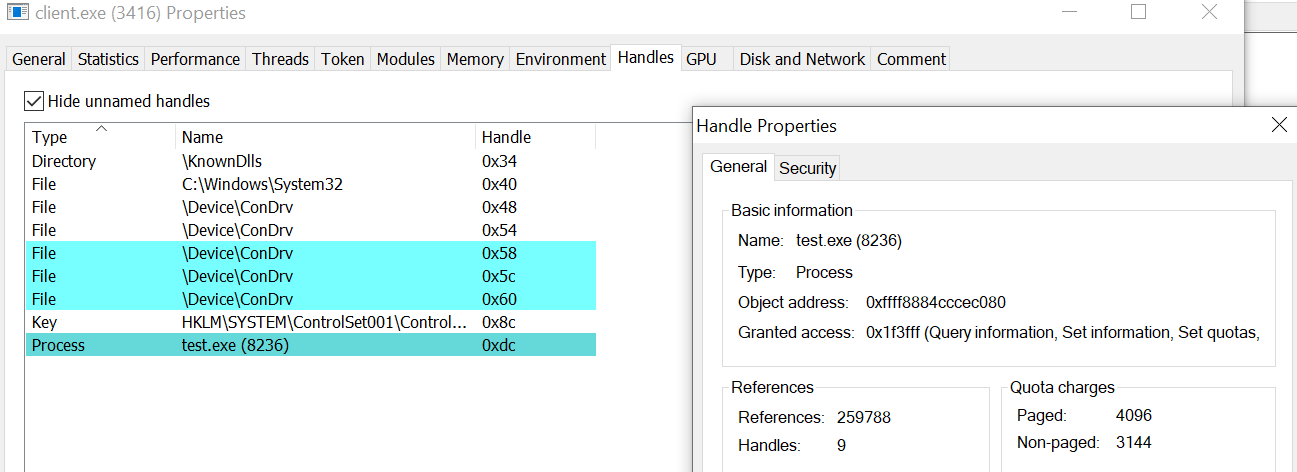 client.exe (3416) Properties
General Statistics Performance Threads Token Modules Memory Environment Handles GPU Disk and Network Comment
Hide unnamed handles
Type Name Handle
Directory \KnownDlls 0x34
File C:\Windows\System32 0x40
File \Device\ConDrv 0x48
File \Device\ConDrv 0x54
File \Device\ConDrv 0x58
File \Device\ConDrv 0x5c
File \Device\ConDrv 0x60
Key HKLM\SYSTEM\ControlSet001\Control... 0x8c
Process test.exe (8236) 0xdc
Handle Properties
General Security
Basic information
Name: test.exe (8236)
Type: Process
Object address: 0xffff8884cccec080
Granted access: 0x1f3fff (Query information, Set information, Set quotas,
References
References: 259788
Handles: 9
Quota charges
Paged: 4096
Non-paged: 3144